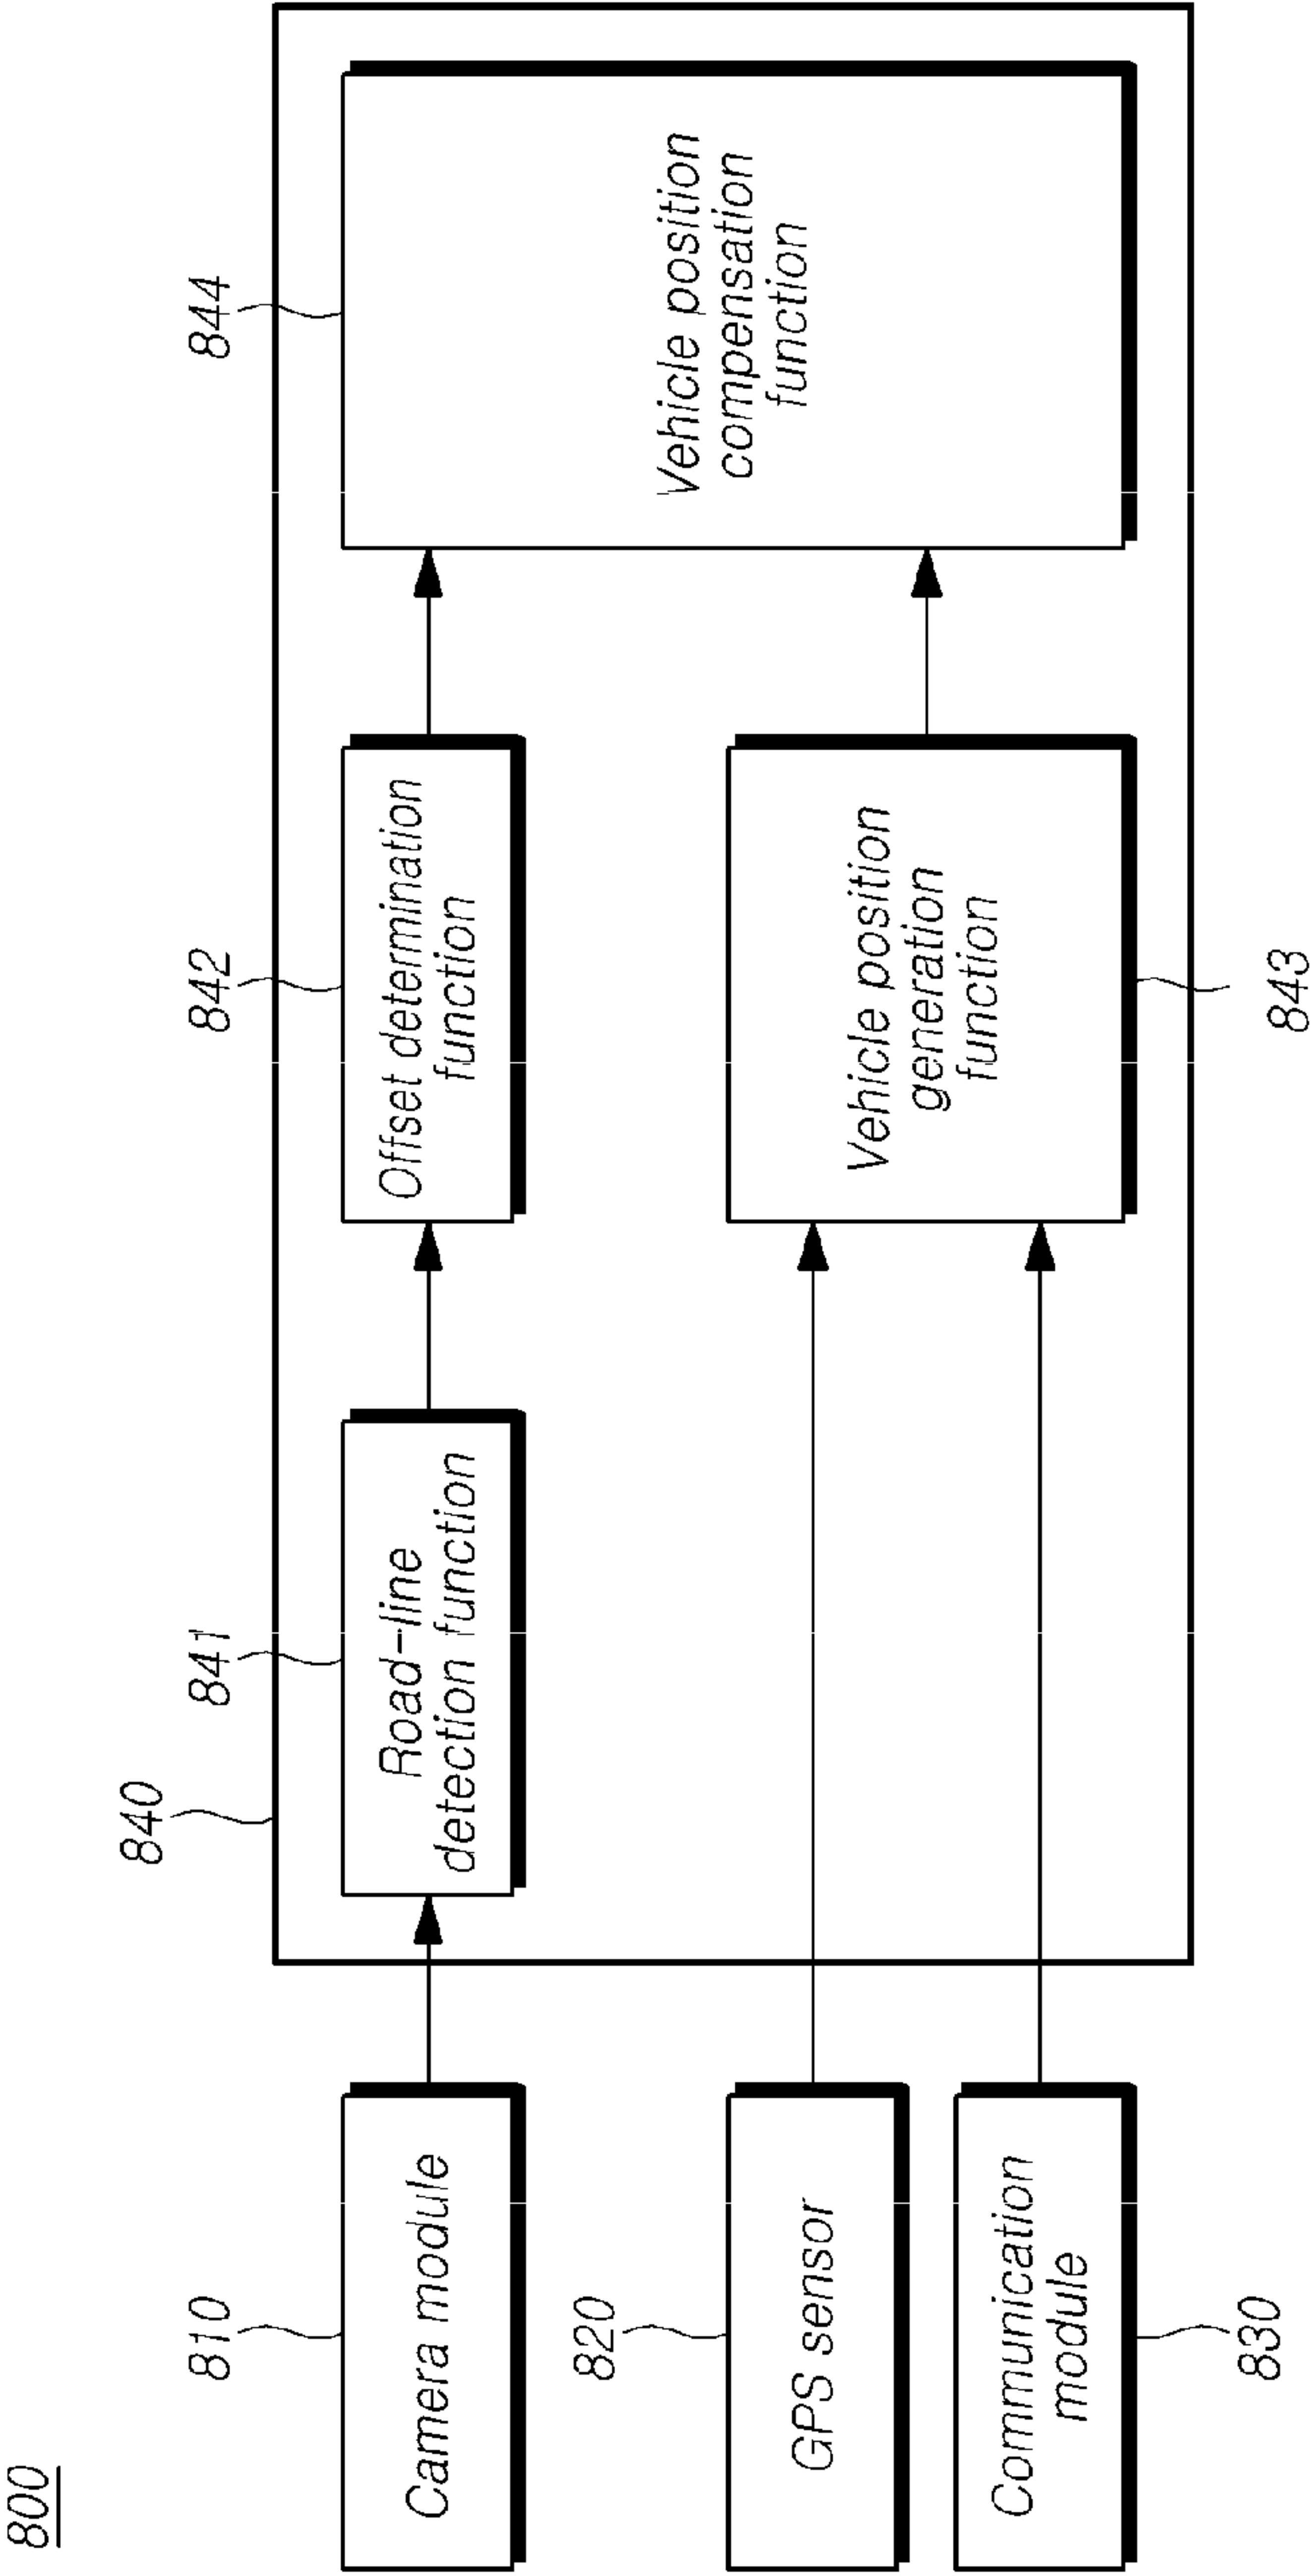 800
840
810
841
842
844
Camera module
Road-line
detection function
Offset determination
function
Vehicle position
compensation
function
820
GPS sensor
Vehicle position
generation
function
Communication
module
830
843